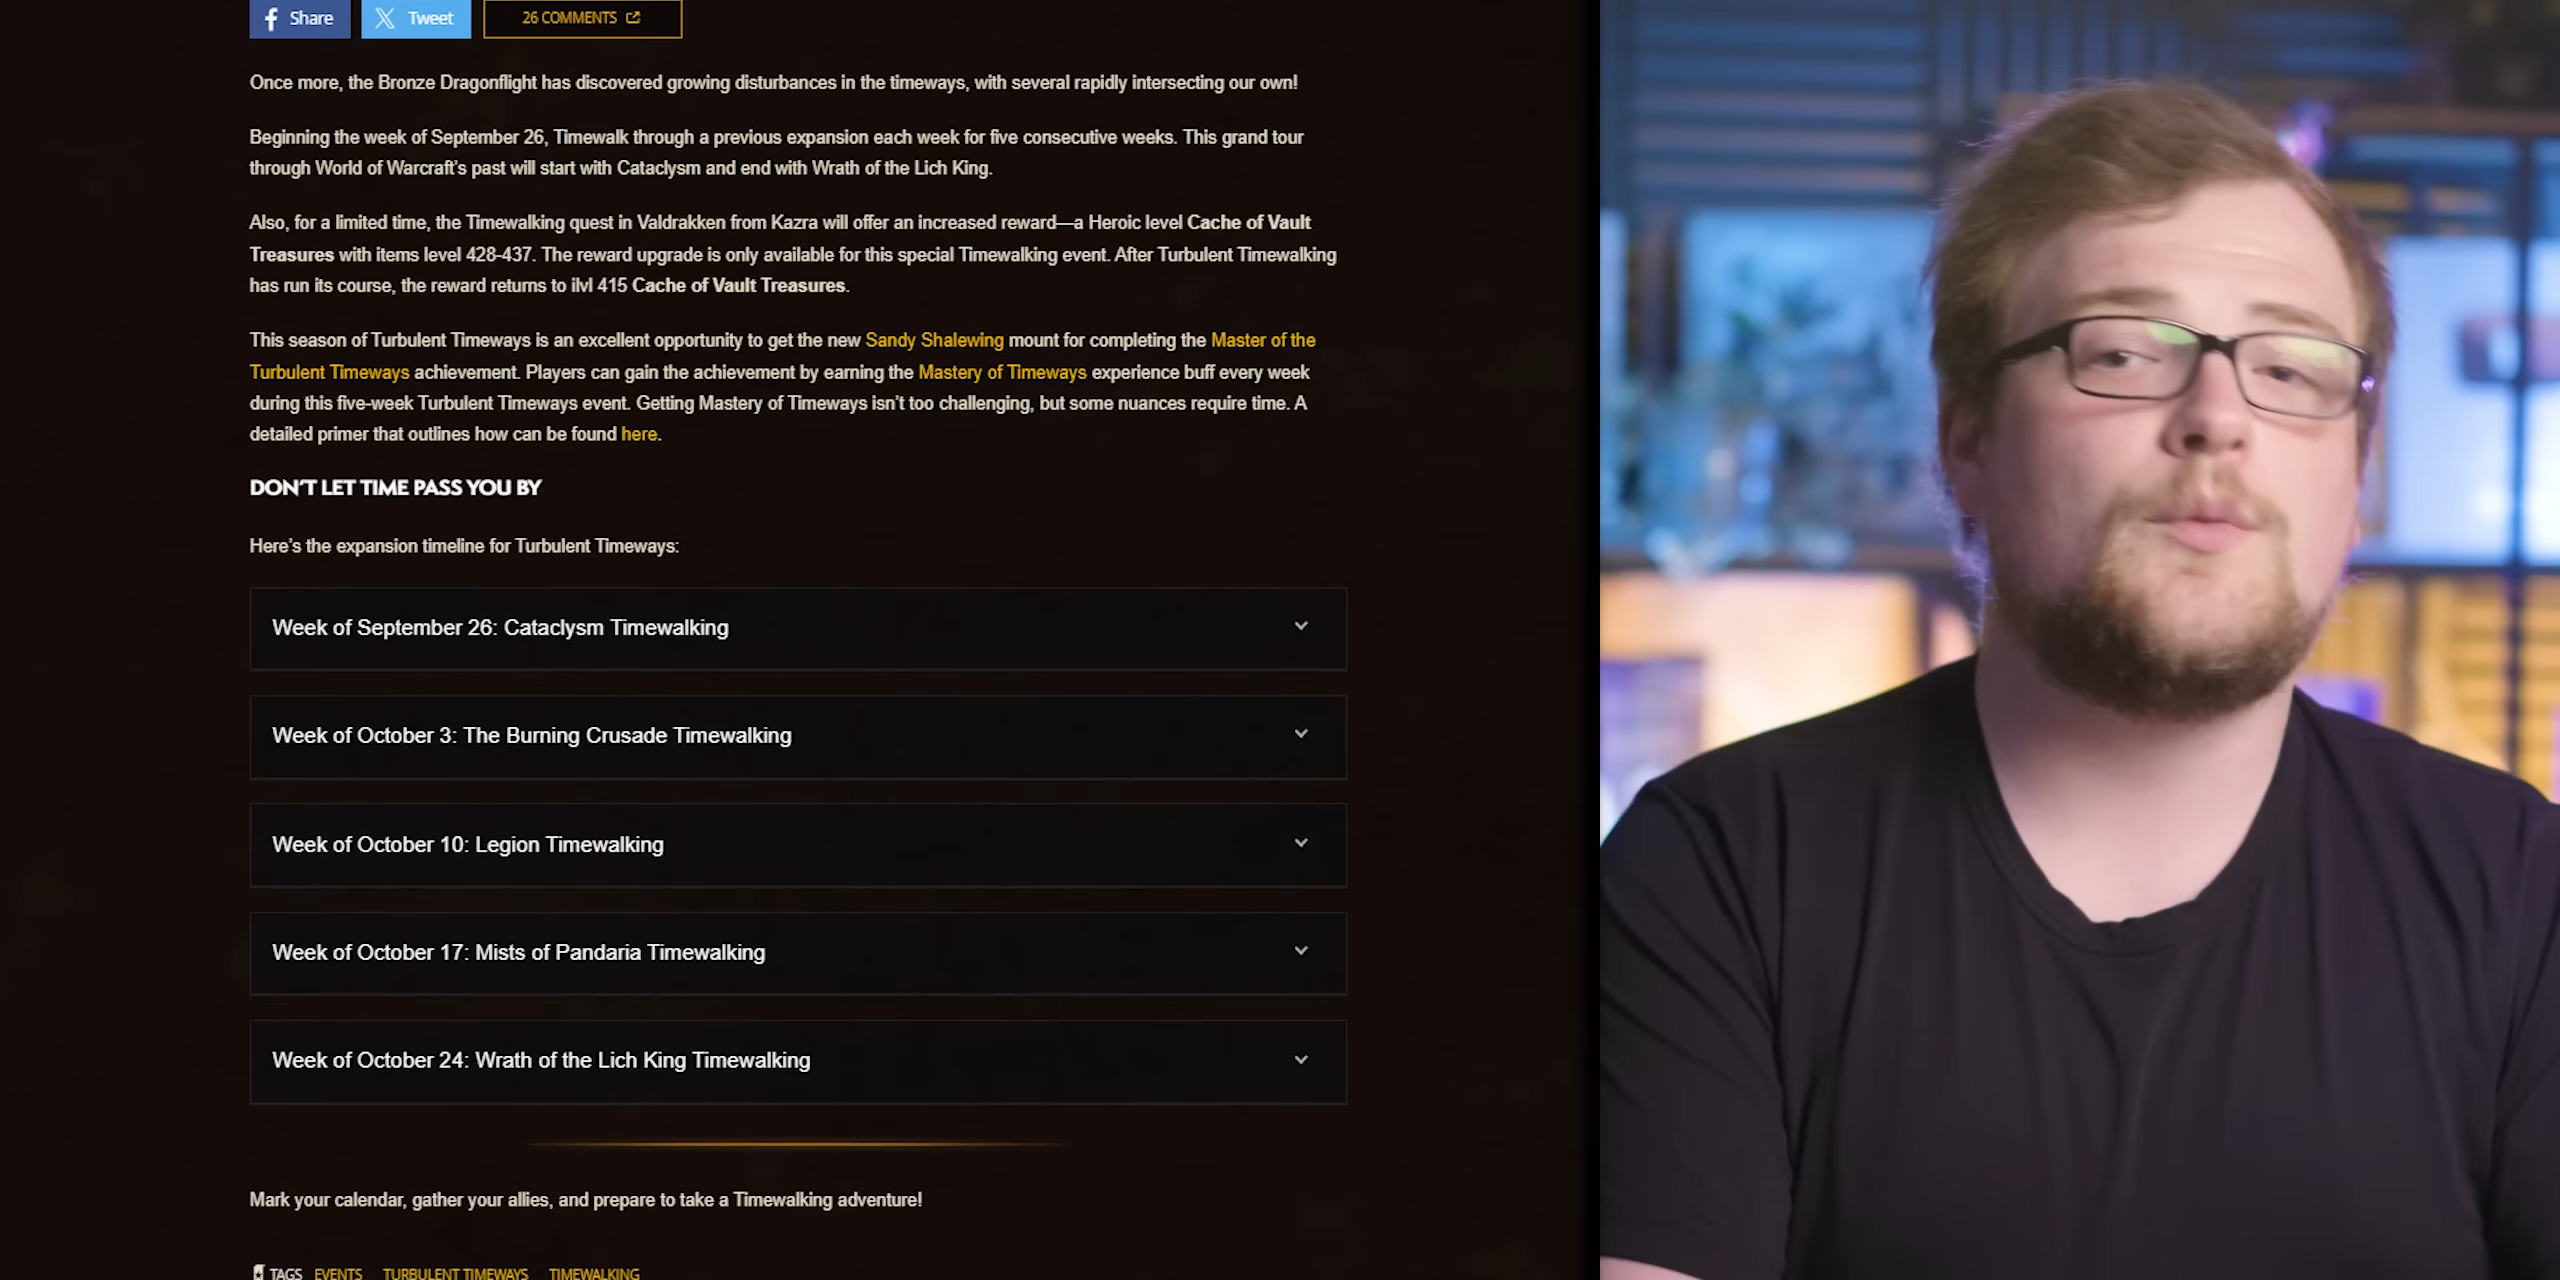 Share Tweet 26 COMMENTS
Once more, the Bronze Dragonflight has discovered growing disturbances in the timeways, with several rapidly intersecting our own!
Beginning the week of September 26, Timewalk through a previous expansion each week for five consecutive weeks. This grand tour
through World of Warcraft's past will start with Cataclysm and end with Wrath of the Lich King.
Also, for a limited time, the Timewalking quest in Valdrakken from Kazra will offer an increased reward—a Heroic level Cache of Vault
Treasures with items level 428-437. The reward upgrade is only available for this special Timewalking event. After Turbulent Timewalking
has run its course, the reward returns to ilvl 415 Cache of Vault Treasures.
This season of Turbulent Timeways is an excellent opportunity to get the new Sandy Shalewing mount for completing the Master of the
Turbulent Timeways achievement. Players can gain the achievement by earning the Mastery of Timeways experience buff every week
during this five-week Turbulent Timeways event. Getting Mastery of Timeways isn't too challenging, but some nuances require time. A
detailed primer that outlines how can be found here.
DON'T LET TIME PASS YOU BY
Here's the expansion timeline for Turbulent Timeways:
Week of September 26: Cataclysm Timewalking
Week of October 3: The Burning Crusade Timewalking
Week of October 10: Legion Timewalking
Week of October 17: Mists of Pandaria Timewalking
Week of October 24: Wrath of the Lich King Timewalking
Mark your calendar, gather your allies, and prepare to take a Timewalking adventure!
TAGS EVENTS TURBULENT TIMEWAYS TIMEWALKING